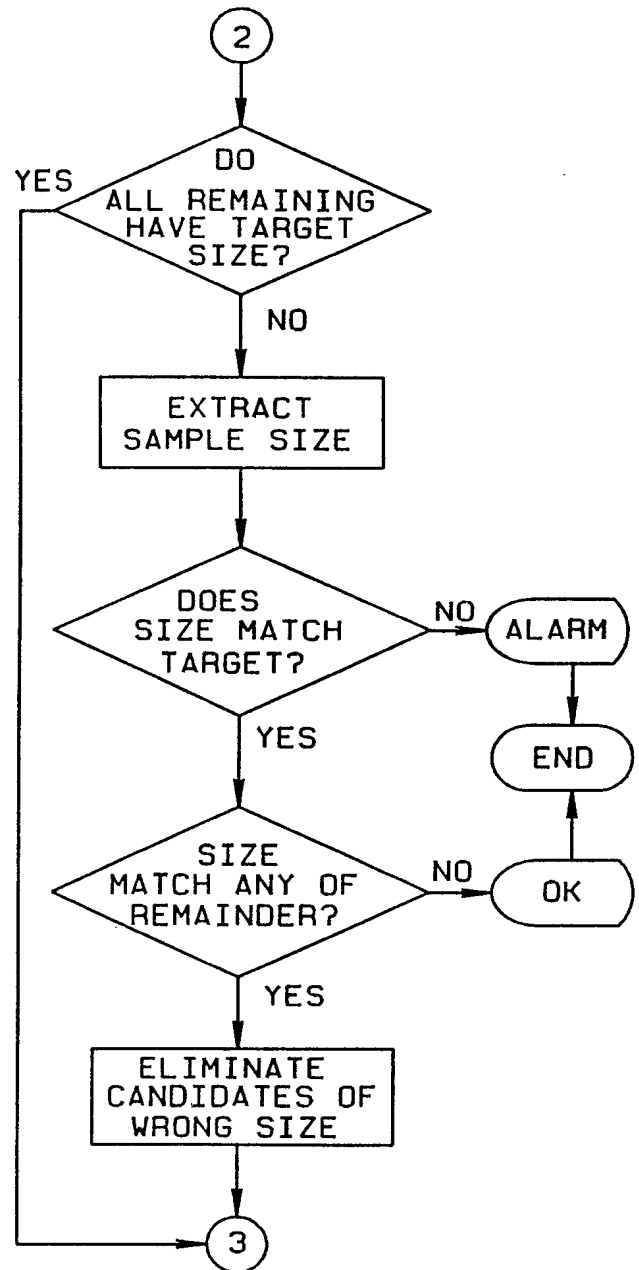 2
DO
ALL REMAINING
HAVE TARGET
SIZE?
YES
NO
EXTRACT
SAMPLE SIZE
DOES
SIZE MATCH
TARGET?
NO
ALARM
YES
END
SIZE
MATCH ANY OF
REMAINDER?
NO
OK
YES
ELIMINATE
CANDIDATES OF
WRONG SIZE
3